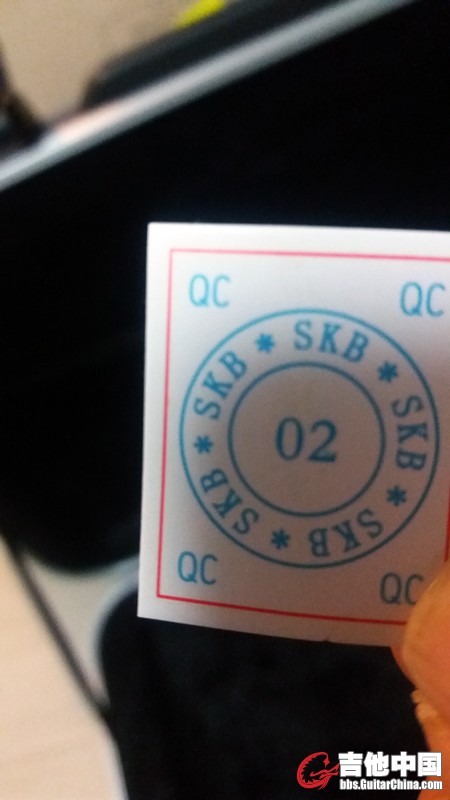 QC QC
SKB * SKB * SKB * SKB * SKB *
02
QC QC
吉他中国
bbs.GuitarChina.com